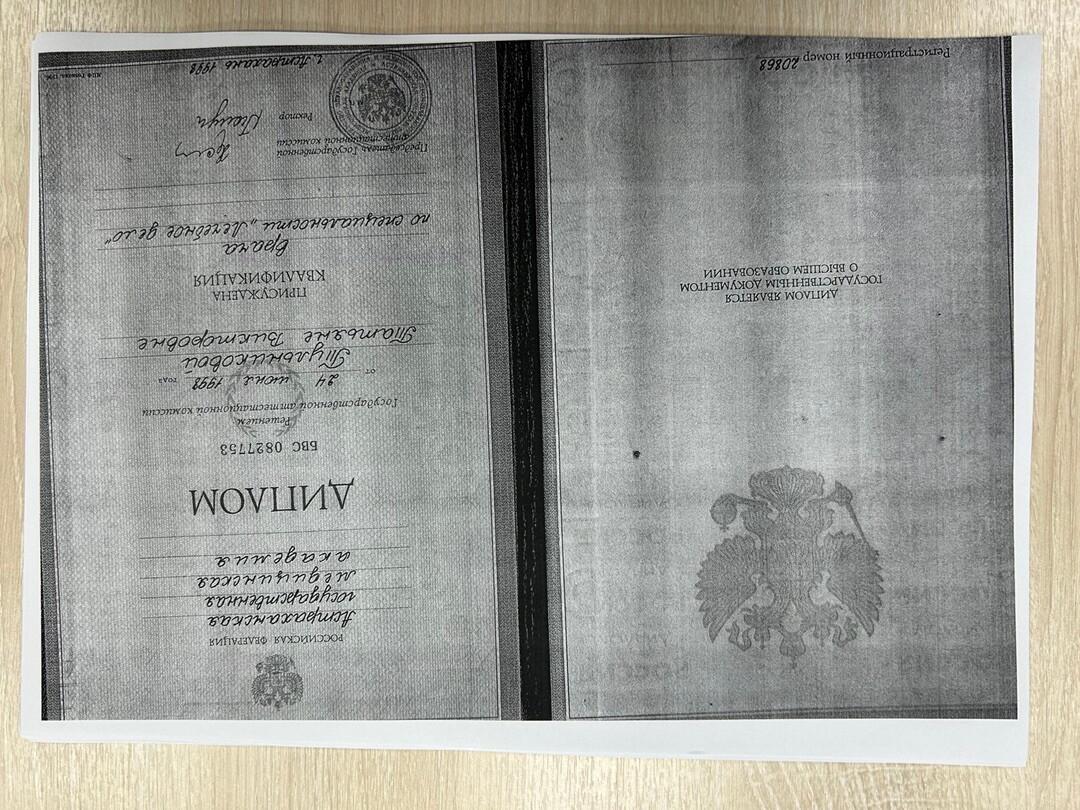 ДИПЛОМ ЯВЛЯЕТСЯ
ГОСУДАРСТВЕННЫМ ДОКУМЕНТОМ
О ВЫСШЕМ ОБРАЗОВАНИИ
Регистрационный номер 20868
РОССИЙСКАЯ ФЕДЕРАЦИЯ
Астраханская
государственная
медицинская
академия
ДИПЛОМ
БВС 0827753
Решением
Государственной аттестационной комиссии
от 24 июня 1998 года
Тульниковой
Татьяне Викторовне
ПРИСУЖДЕНА
КВАЛИФИКАЦИЯ
Врача
по специальности „Лечебное дело“
Председатель Государственной
аттестационной комиссии
Ректор
г. Астрахань 1998